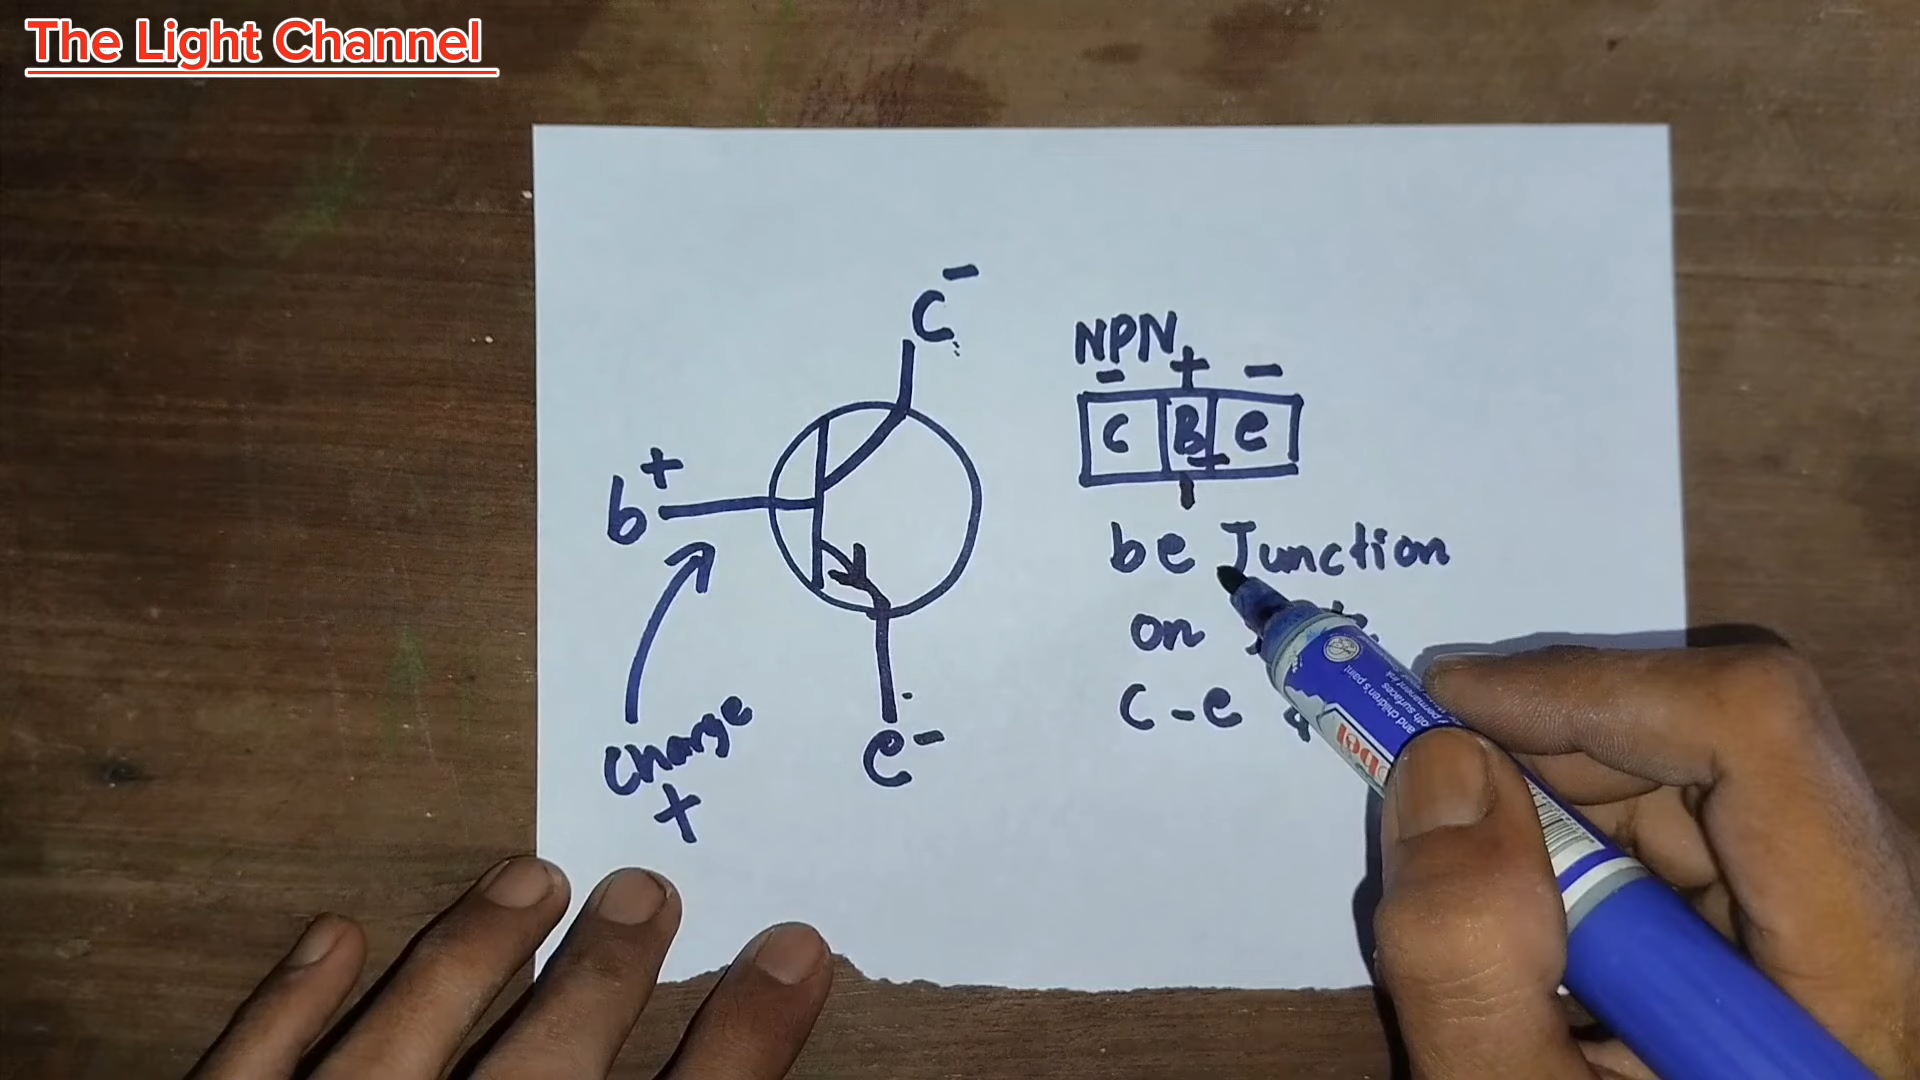 The Light Channel
C -
NPN
- + -
C B e
+
b +
be Junction
on
C - e
Charge
+
e -